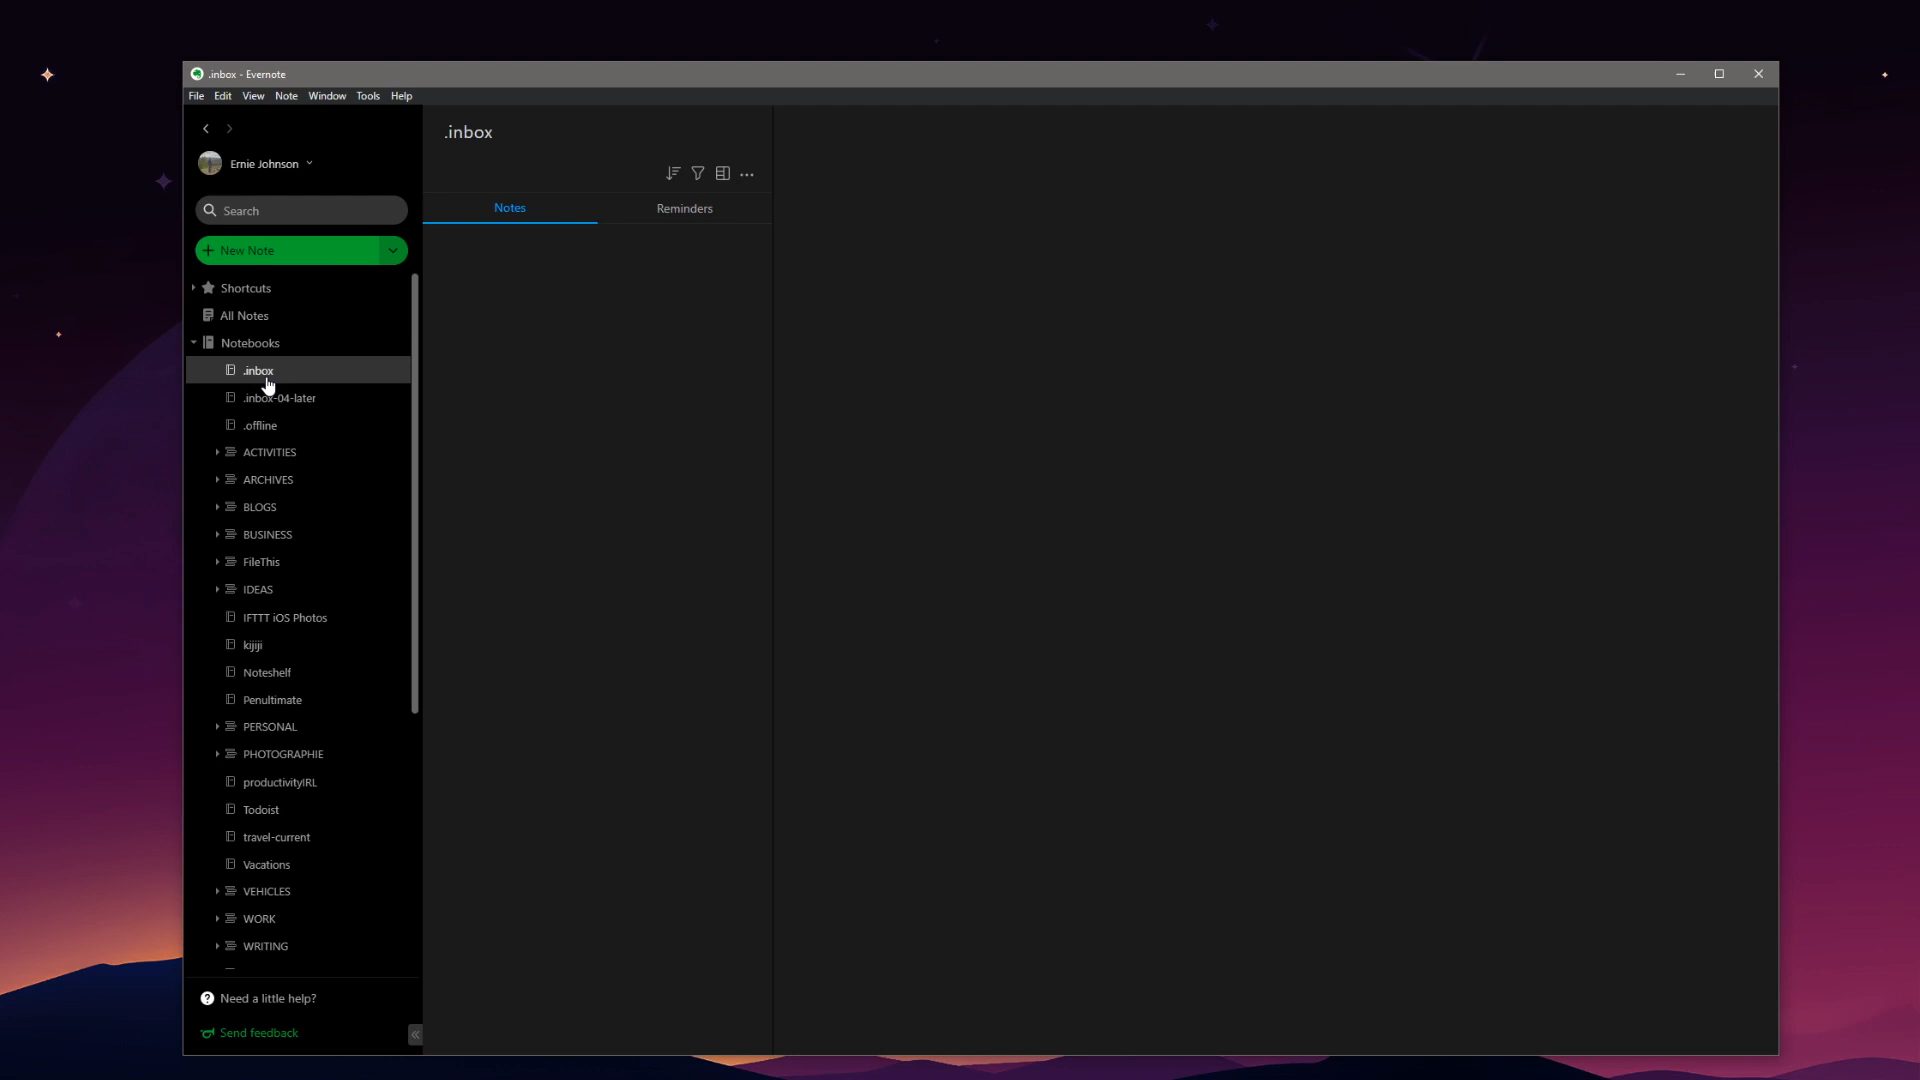 .inbox - Evernote
File Edit View Note Window Tools Help
Ernie Johnson
Search
New Note
Shortcuts
All Notes
Notebooks
.inbox
.inbox-04-later
.offline
ACTIVITIES
ARCHIVES
BLOGS
BUSINESS
FileThis
IDEAS
IFTTT iOS Photos
kijiji
Noteshelf
Penultimate
PERSONAL
PHOTOGRAPHIE
productivityIRL
Todoist
travel-current
Vacations
VEHICLES
WORK
WRITING
Need a little help?
Send feedback
.inbox
Notes Reminders